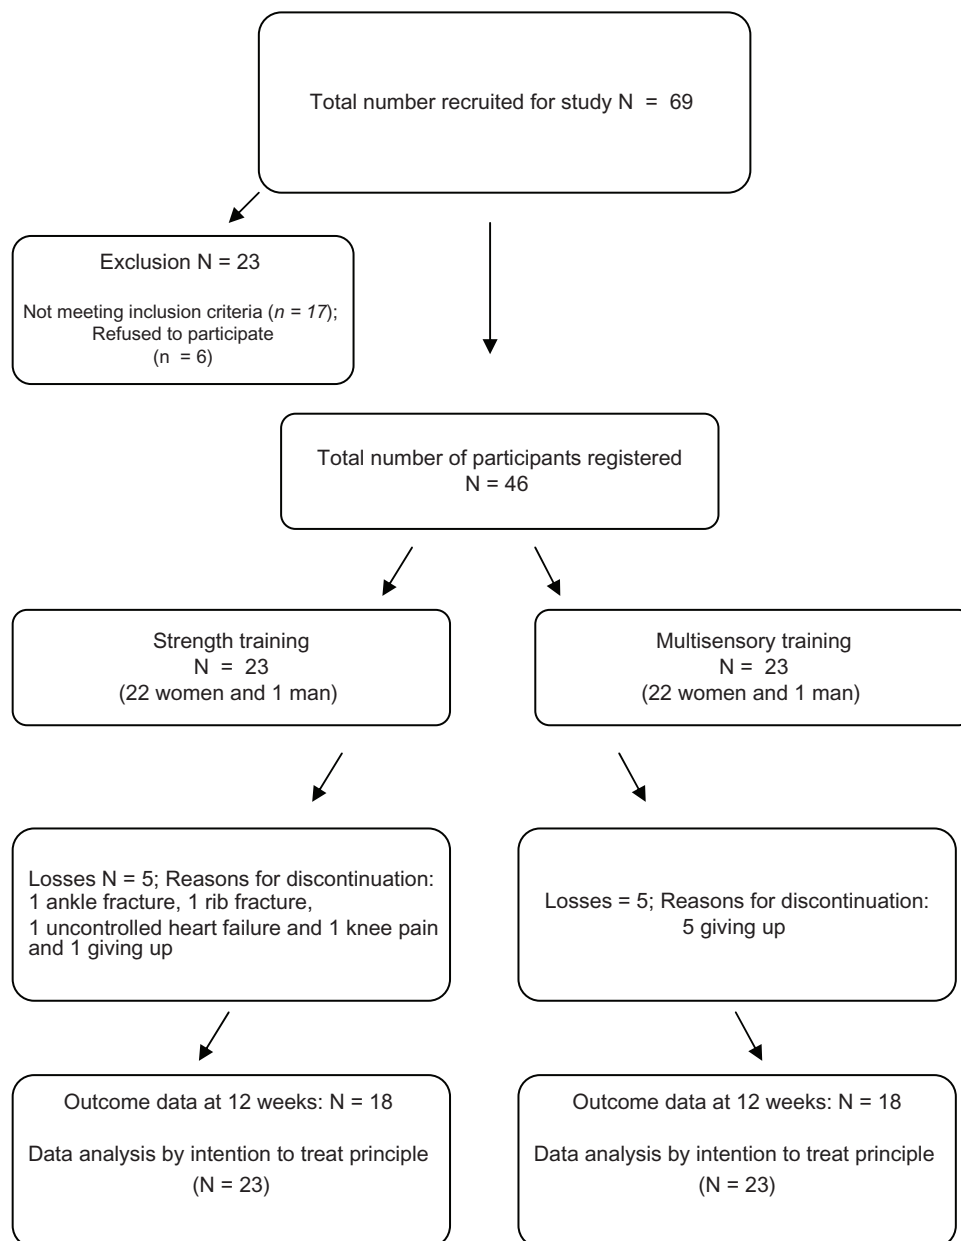 Total number recruited for study N = 69
Exclusion N = 23
Not meeting inclusion criteria (n = 17);
Refused to participate
(n = 6)
Total number of participants registered
N = 46
Strength training
N = 23
(22 women and 1 man)
Multisensory training
N = 23
(22 women and 1 man)
Losses N = 5; Reasons for discontinuation:
1 ankle fracture, 1 rib fracture,
1 uncontrolled heart failure and 1 knee pain
and 1 giving up
Losses = 5; Reasons for discontinuation:
5 giving up
Outcome data at 12 weeks: N = 18
Data analysis by intention to treat principle
(N = 23)
Outcome data at 12 weeks: N = 18
Data analysis by intention to treat principle
(N = 23)